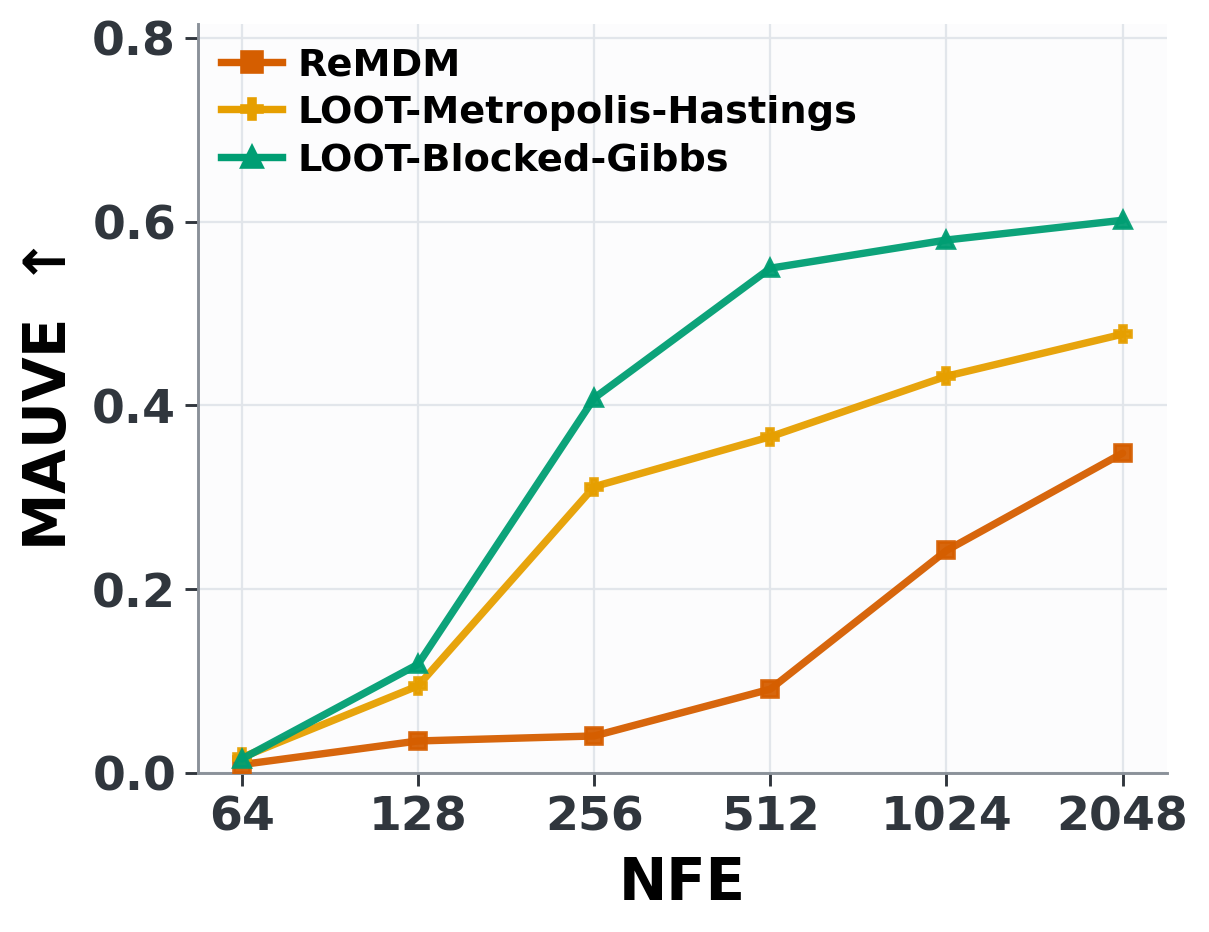 0.8
0.6
0.4
0.2
0.0
MAUVE ↑
ReMDM
LOOT-Metropolis-Hastings
LOOT-Blocked-Gibbs
64 128 256 512 1024 2048
NFE